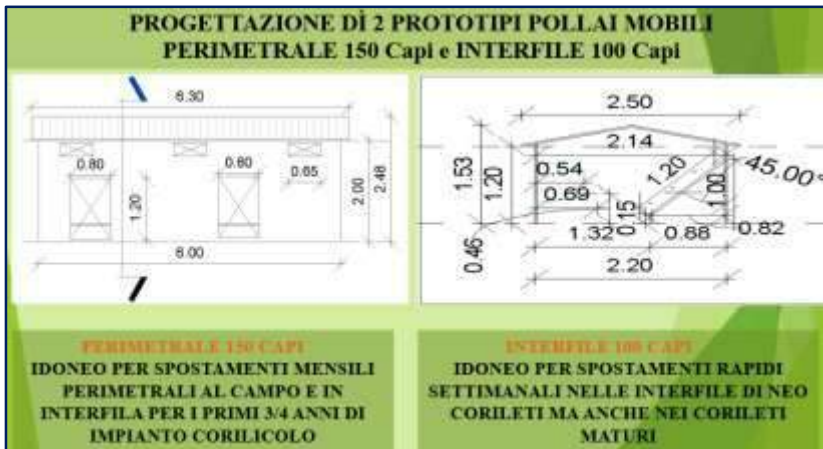 PROGETTAZIONE DÌ 2 PROTOTIPI POLLAI MOBILI
PERIMETRALE 150 Capi e INTERFILE 100 Capi
6.30
0.80
0.60
0.65
1.20
2.00
2.48
6.00
2.50
2.14
1.53
1.20
0.54
0.69
1.20
1.00
45.00°
0.15
0.46
1.32
0.88
0.82
2.20
PERIMETRALE 150 CAPI
IDONEO PER SPOSTAMENTI MENSILI
PERIMETRALI AL CAMPO E IN
INTERFILA PER I PRIMI 3/4 ANNI DI
IMPIANTO CORILICOLO
INTERFILE 100 CAPI
IDONEO PER SPOSTAMENTI RAPIDI
SETTIMANALI NELLE INTERFILE DI NEO
CORILETI MA ANCHE NEI CORILETI
MATURI